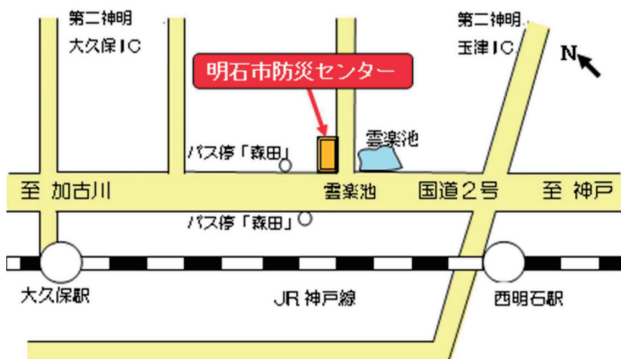 第二神明
大久保IC
第二神明
玉津IC
N
明石市防災センター
バス停「森田」
雲楽池
至 加古川
雲楽池
国道2号
至 神戸
バス停「森田」
大久保駅
JR 神戸線
西明石駅